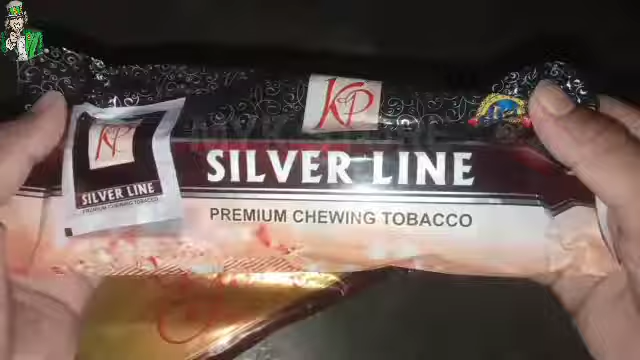 KP
SILVER LINE
PREMIUM CHEWING TOBACCO
KP
SILVER LINE
PREMIUM CHEWING TOBACCO